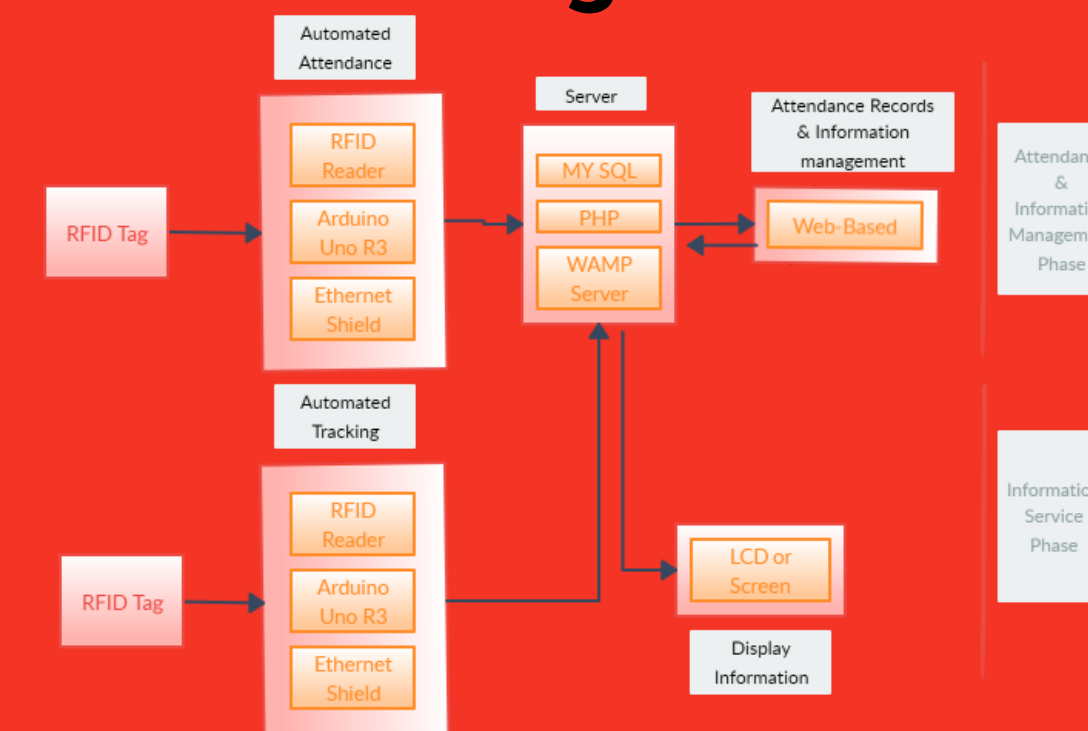 Automated
Attendance
RFID
Reader
Arduino
Uno R3
Ethernet
Shield
RFID Tag
Server
MY SQL
PHP
WAMP
Server
Attendance Records
& Information
management
Web-Based
&
Phase
Automated
Tracking
RFID
Reader
Arduino
Uno R3
Ethernet
Shield
RFID Tag
LCD or
Screen
Display
Information
Service
Phase